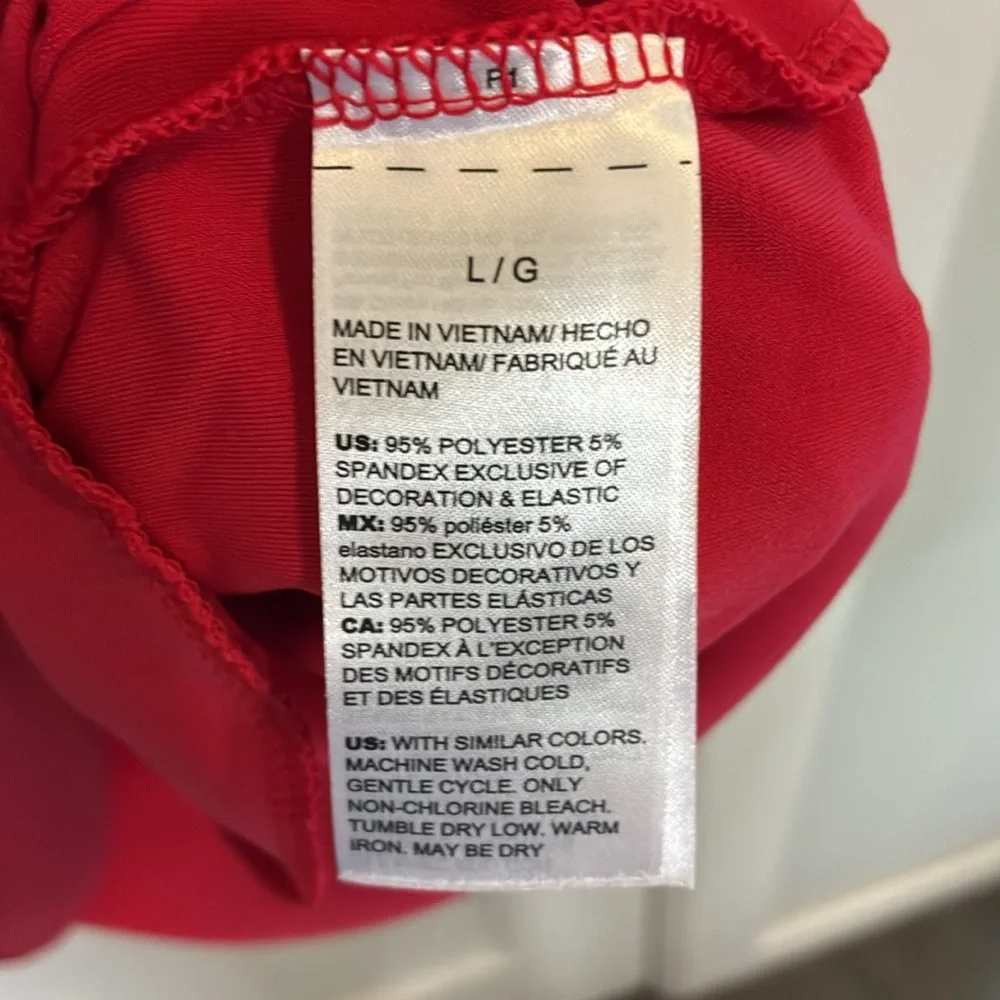 P1
L / G
MADE IN VIETNAM/ HECHO
EN VIETNAM/ FABRIQUÉ AU
VIETNAM
US: 95% POLYESTER 5%
SPANDEX EXCLUSIVE OF
DECORATION & ELASTIC
MX: 95% poliéster 5%
elastano EXCLUSIVO DE LOS
MOTIVOS DECORATIVOS Y
LAS PARTES ELÁSTICAS
CA: 95% POLYESTER 5%
SPANDEX À L'EXCEPTION
DES MOTIFS DÉCORATIFS
ET DES ÉLASTIQUES
US: WITH SIMILAR COLORS.
MACHINE WASH COLD,
GENTLE CYCLE. ONLY
NON-CHLORINE BLEACH.
TUMBLE DRY LOW. WARM
IRON. MAY BE DRY